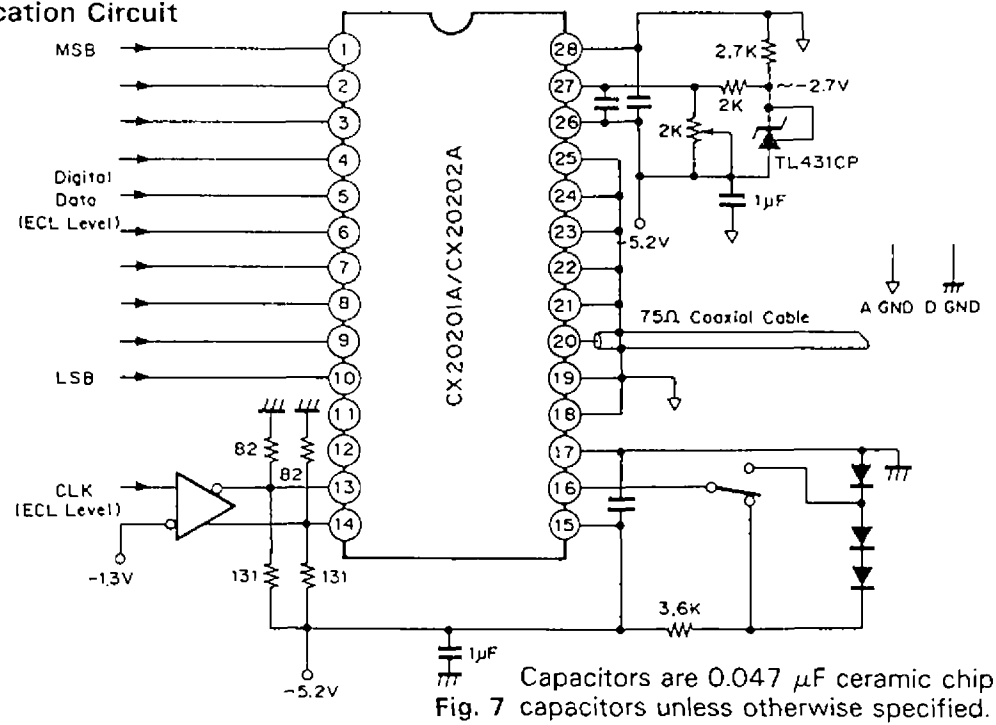 cation Circuit
MSB
Digital
Data
(ECL Level)
LSB
CLK
(ECL Level)
-1.3V
82
82
131
131
-5.2V
1μF
1
2
3
4
5
6
7
8
9
10
11
12
13
14
CX20201A/CX20202A
28
27
26
25
24
23
22
21
20
19
18
17
16
15
2.7K
2K
~-2.7V
2K
TL431CP
1μF
-5.2V
A GND D GND
75Ω Coaxial Cable
3.6K
Capacitors are 0.047 μF ceramic chip
Fig. 7 capacitors unless otherwise specified.